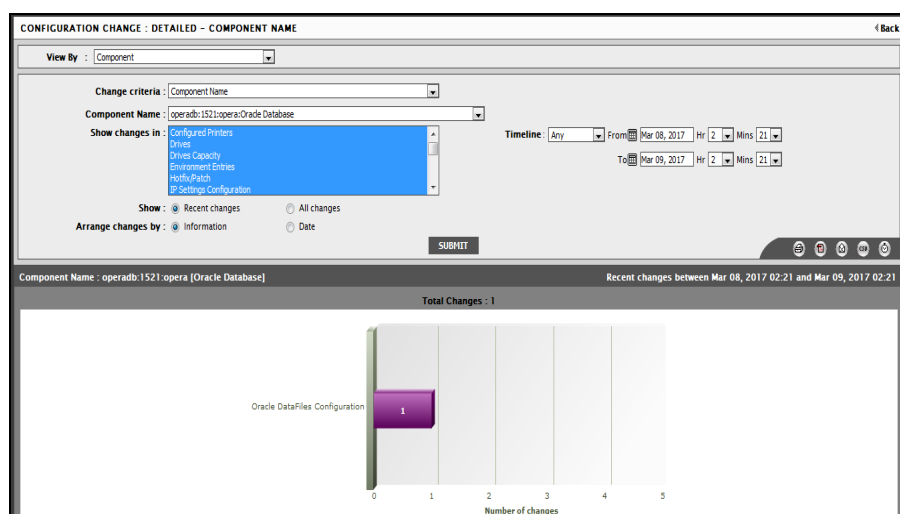 CONFIGURATION CHANGE : DETAILED - COMPONENT NAME
Back
View By : Component
Change criteria : Component Name
Component Name : operadb:1521:opera:Oracle Database
Show changes in : Configured Printers
Drives
Drives Capacity
Environment Entries
Hotfix/Patch
IP Settings Configuration
Timeline : Any From Mar 08, 2017 Hr 2 Mins 21
To Mar 09, 2017 Hr 2 Mins 21
Show : Recent changes All changes
Arrange changes by : Information Date
SUBMIT
CSV
Component Name : operadb:1521:opera [Oracle Database] Recent changes between Mar 08, 2017 02:21 and Mar 09, 2017 02:21
Total Changes : 1
Oracle DataFiles Configuration
1
0 1 2 3 4 5
Number of changes